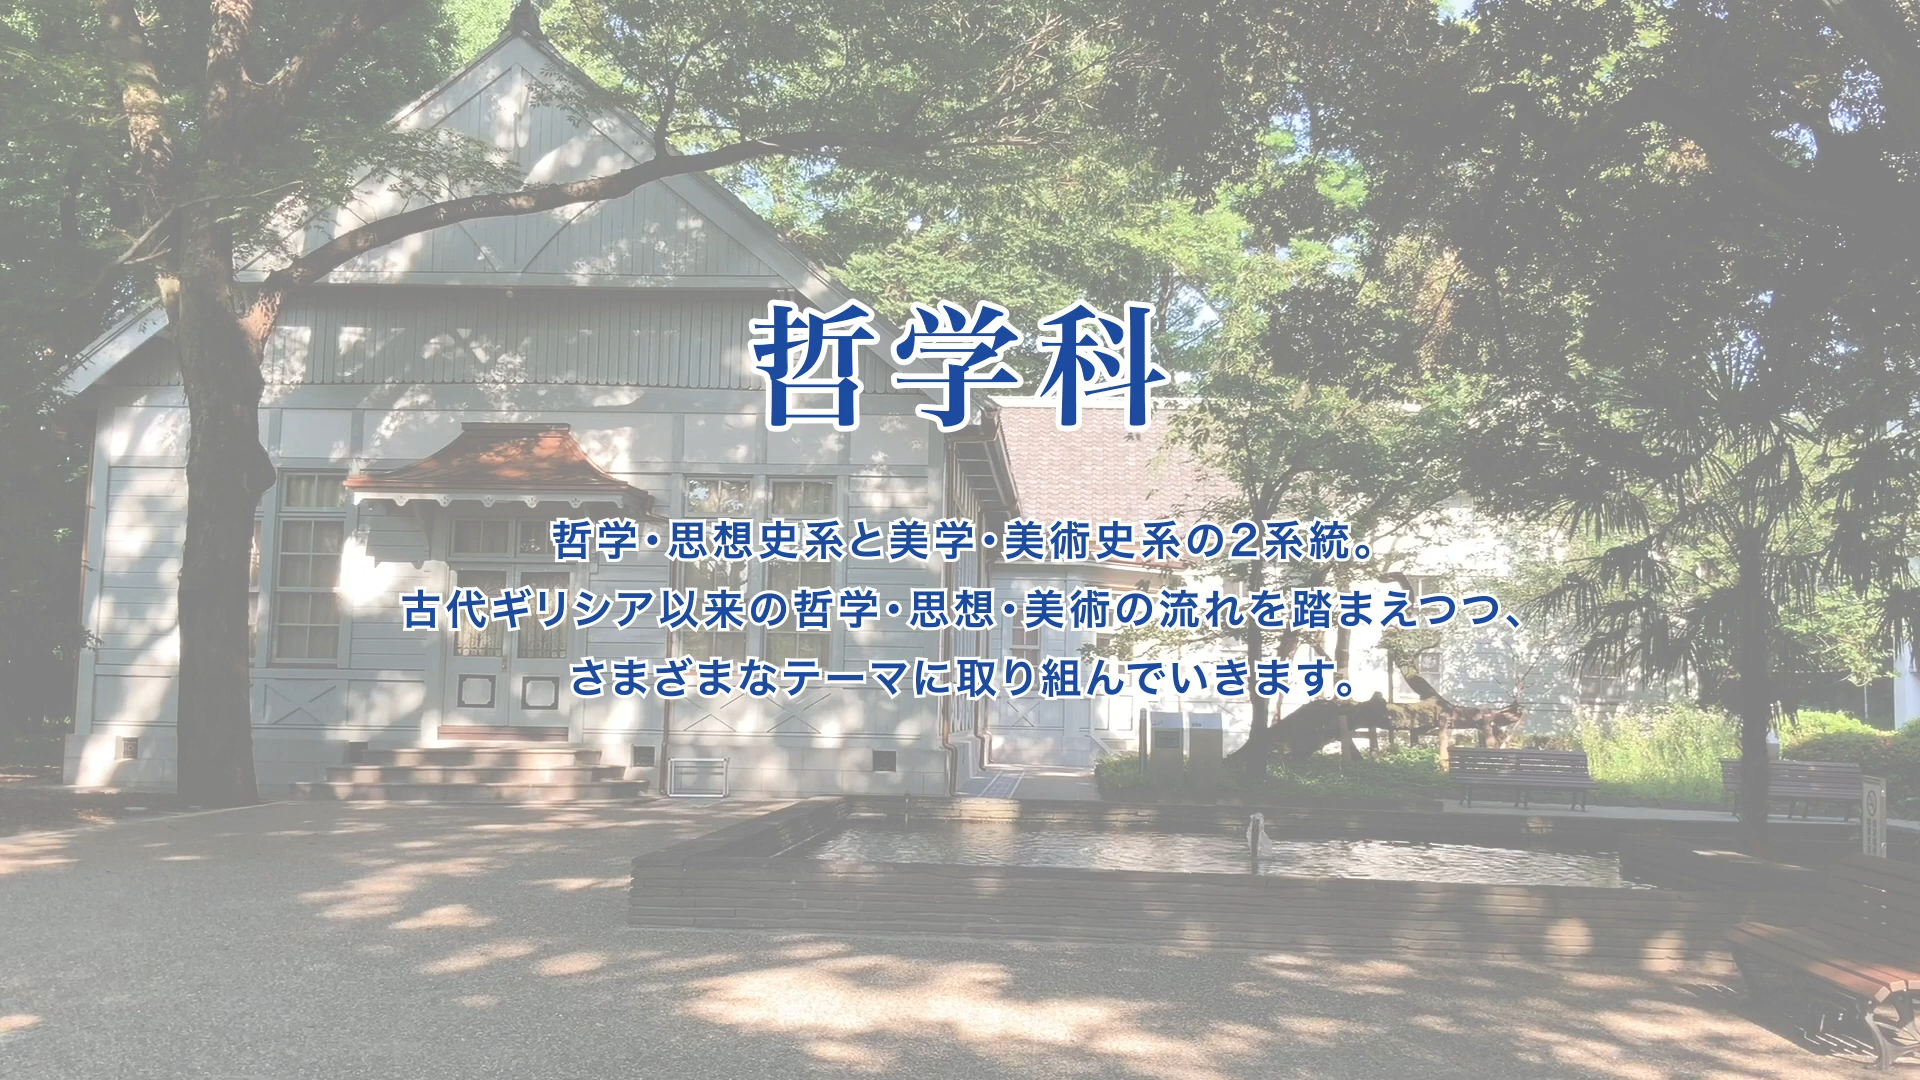 哲学科
哲学・思想史系と美学・美術史系の2系統。
古代ギリシア以来の哲学・思想・美術の流れを踏まえつつ、
さまざまなテーマに取り組んでいきます。